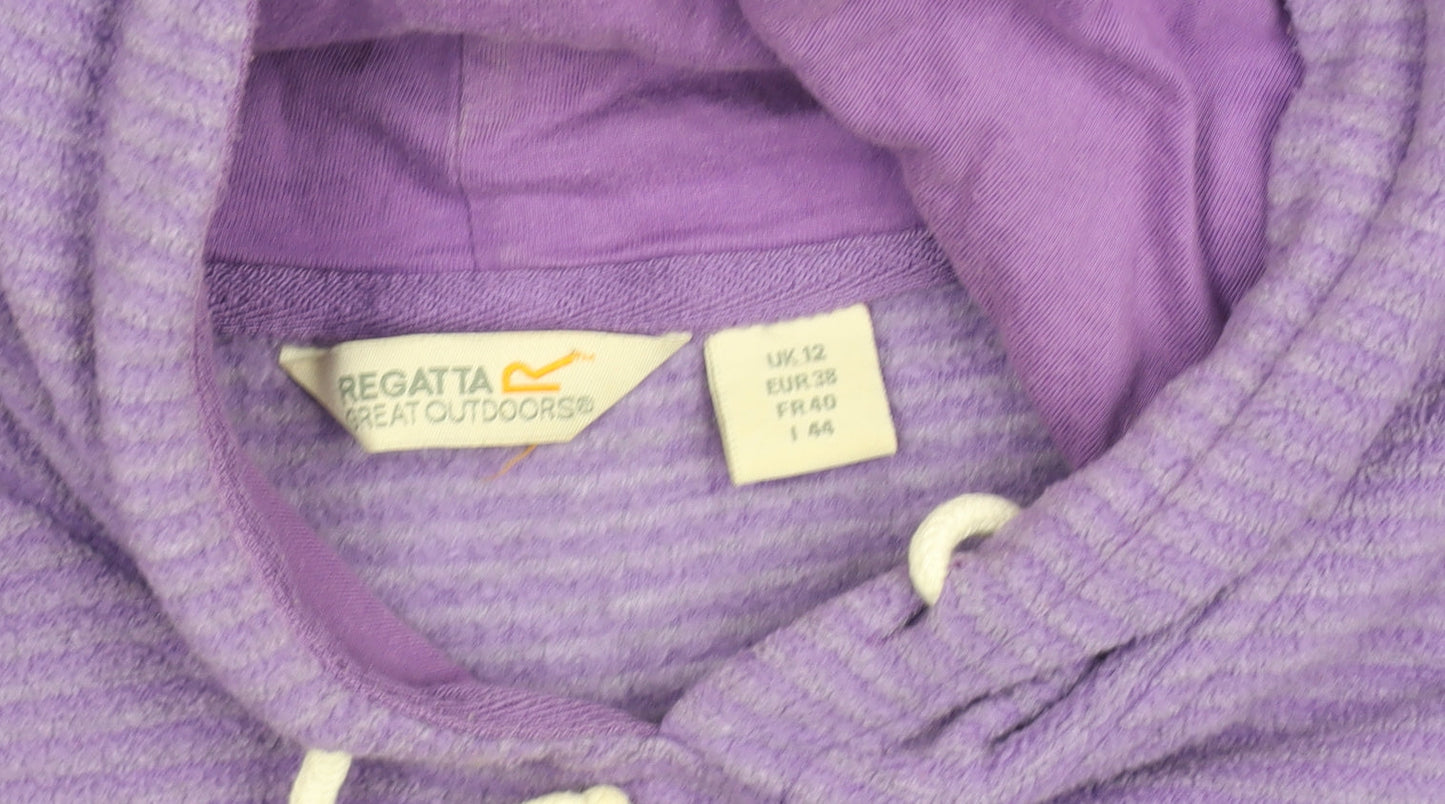 REGATTA
GREAT OUTDOORS®
UK 12
EUR 38
FR 40
I 44